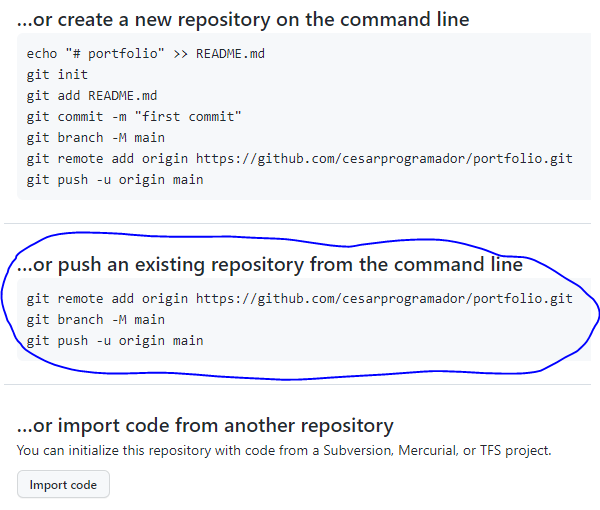 ...or create a new repository on the command line
echo "# portfolio" >> README.md
git init
git add README.md
git commit -m "first commit"
git branch -M main
git remote add origin https://github.com/cesarprogramador/portfolio.git
git push -u origin main
...or push an existing repository from the command line
git remote add origin https://github.com/cesarprogramador/portfolio.git
git branch -M main
git push -u origin main
...or import code from another repository
You can initialize this repository with code from a Subversion, Mercurial, or TFS project.
Import code